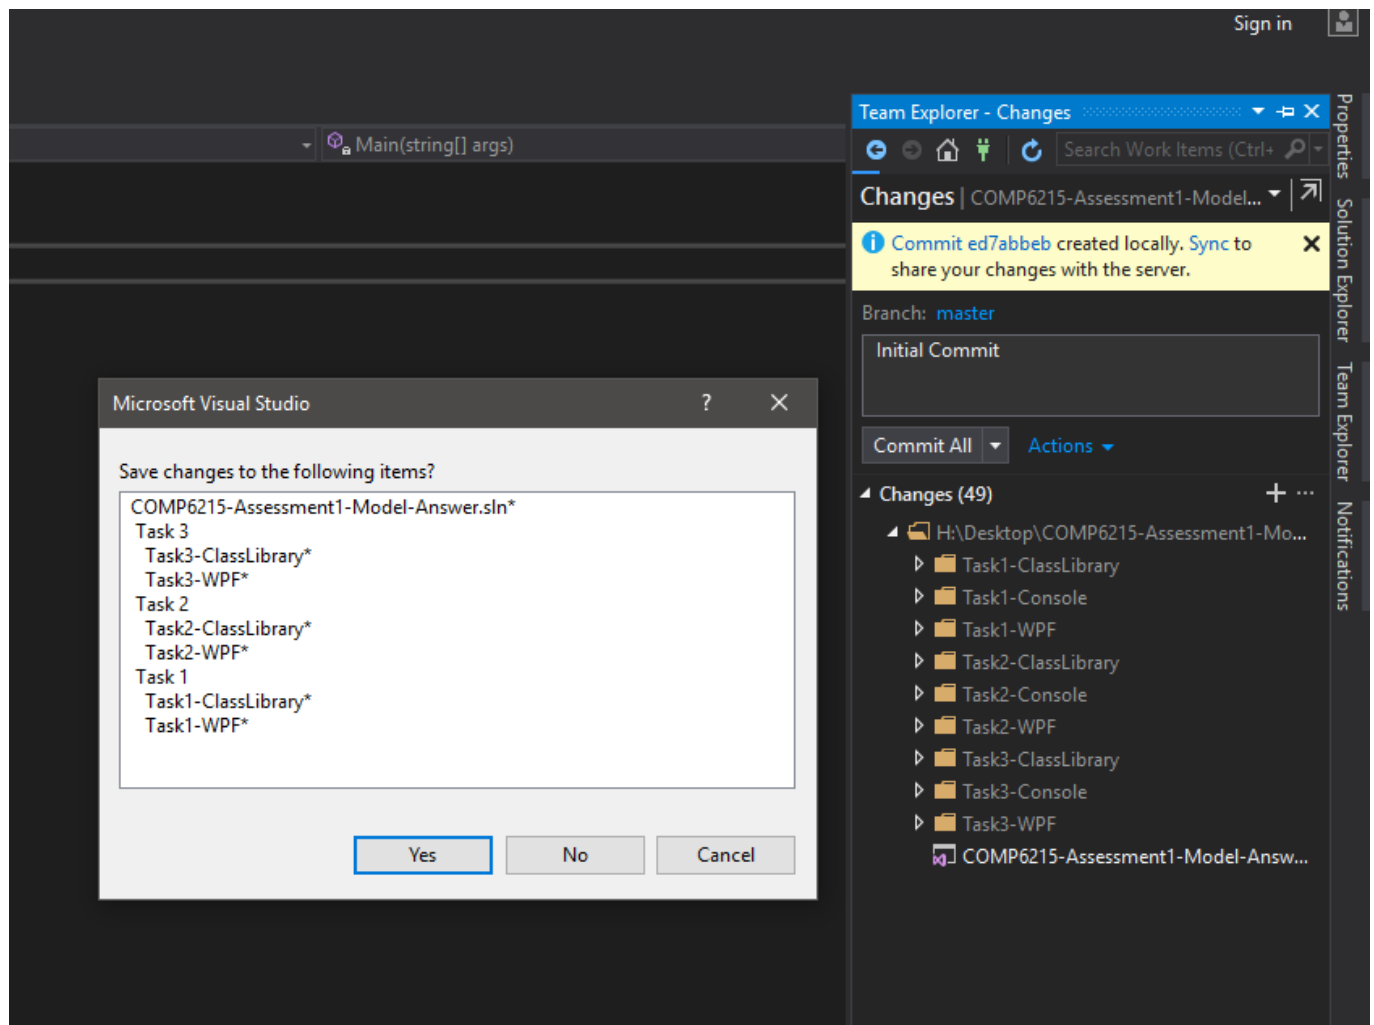 Sign in
Team Explorer - Changes
Main(string[] args)
Search Work Items (Ctrl+
Changes | COMP6215-Assessment1-Model...
Commit ed7abbeb created locally. Sync to
share your changes with the server.
Branch: master
Initial Commit
Commit All
Actions
Changes (49)
H:\Desktop\COMP6215-Assessment1-Mo...
Task1-ClassLibrary
Task1-Console
Task1-WPF
Task2-ClassLibrary
Task2-Console
Task2-WPF
Task3-ClassLibrary
Task3-Console
Task3-WPF
COMP6215-Assessment1-Model-Answ...
Microsoft Visual Studio
?
Save changes to the following items?
COMP6215-Assessment1-Model-Answer.sln*
Task 3
Task3-ClassLibrary*
Task3-WPF*
Task 2
Task2-ClassLibrary*
Task2-WPF*
Task 1
Task1-ClassLibrary*
Task1-WPF*
Yes
No
Cancel
Properties
Solution Explorer
Team Explorer
Notifications